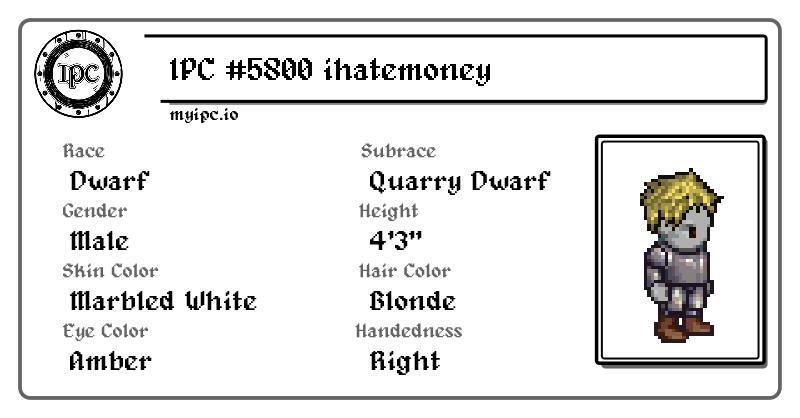 IPC
IPC #5800 ihatemoney
myipc.io
Race
Dwarf
Subrace
Quarry Dwarf
Gender
Male
Height
4'3"
Skin Color
Marbled White
Hair Color
Blonde
Eye Color
Amber
Handedness
Right